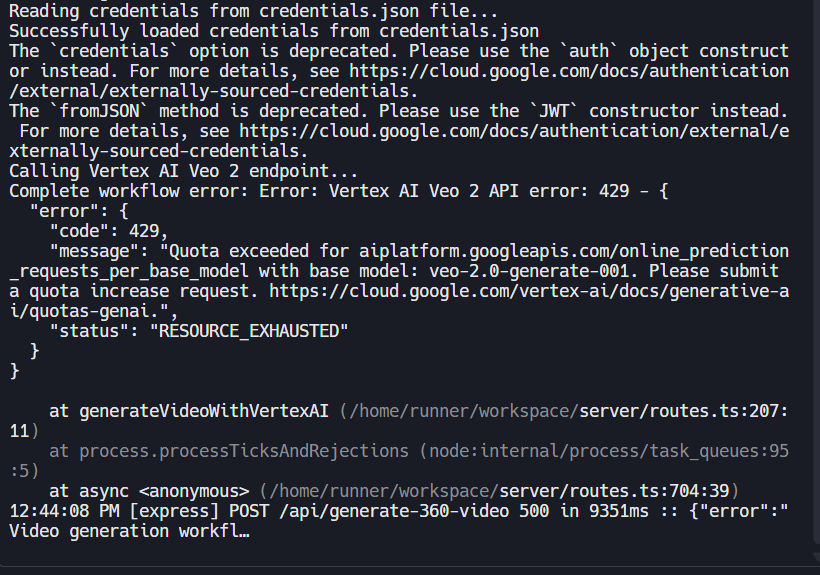 Reading credentials from credentials.json file...
Successfully loaded credentials from credentials.json
The `credentials` option is deprecated. Please use the `auth` object construct
or instead. For more details, see https://cloud.google.com/docs/authentication
/external/externally-sourced-credentials.
The `fromJSON` method is deprecated. Please use the `JWT` constructor instead.
 For more details, see https://cloud.google.com/docs/authentication/external/e
xternally-sourced-credentials.
Calling Vertex AI Veo 2 endpoint...
Complete workflow error: Error: Vertex AI Veo 2 API error: 429 - {
  "error": {
    "code": 429,
    "message": "Quota exceeded for aiplatform.googleapis.com/online_prediction
_requests_per_base_model with base model: veo-2.0-generate-001. Please submit 
a quota increase request. https://cloud.google.com/vertex-ai/docs/generative-a
i/quotas-genai.",
    "status": "RESOURCE_EXHAUSTED"
  }
}

    at generateVideoWithVertexAI (/home/runner/workspace/server/routes.ts:207:
11)
    at process.processTicksAndRejections (node:internal/process/task_queues:95
:5)
    at async <anonymous> (/home/runner/workspace/server/routes.ts:704:39)
12:44:08 PM [express] POST /api/generate-360-video 500 in 9351ms :: {"error":"
Video generation workfl…